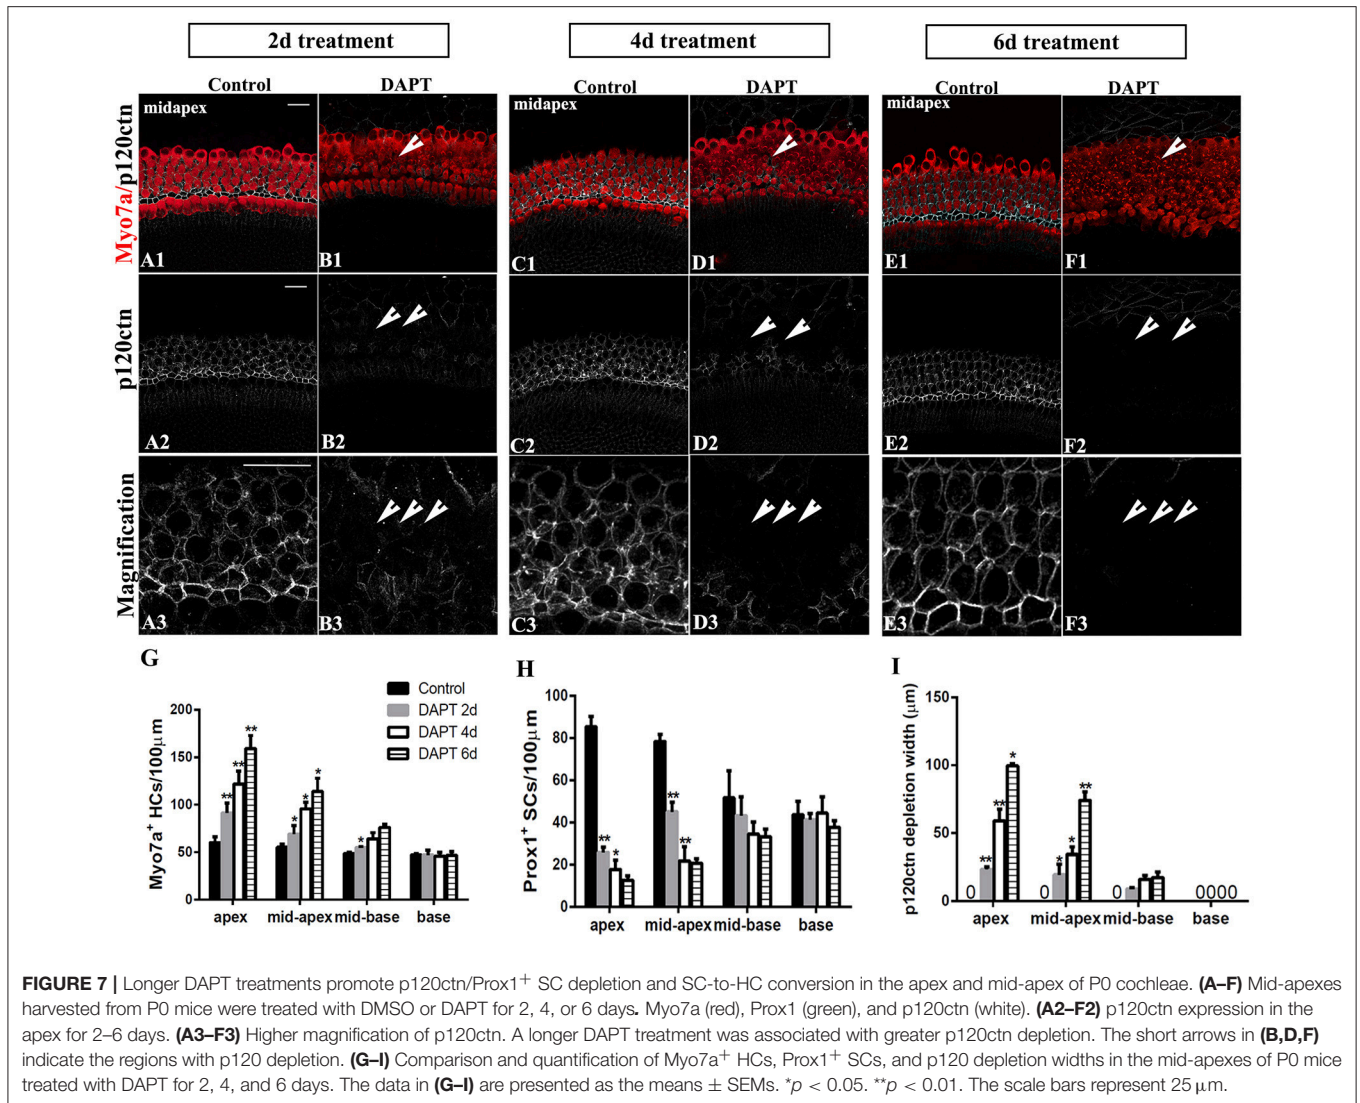 2d treatment
4d treatment
6d treatment
Control
DAPT
Control
DAPT
Control
DAPT
Myo7a/p120ctn
midapex
A1
B1
midapex
C1
D1
midapex
E1
F1
p120ctn
A2
B2
C2
D2
E2
F2
Magnification
A3
B3
C3
D3
E3
F3
G
Myo7a+ HCs/100μm
200
150
100
50
0
** ** **
* * *
*
apex
mid-apex
mid-base
base
Control
DAPT 2d
DAPT 4d
DAPT 6d
H
Prox1+ SCs/100μm
100
80
60
40
20
0
** *
** **
apex
mid-apex
mid-base
base
I
p120ctn depletion width (μm)
150
100
50
0
0 ** ** *
0 * * **
0
0000
apex
mid-apex
mid-base
base
FIGURE 7 | Longer DAPT treatments promote p120ctn/Prox1+ SC depletion and SC-to-HC conversion in the apex and mid-apex of P0 cochleae. (A–F) Mid-apexes
harvested from P0 mice were treated with DMSO or DAPT for 2, 4, or 6 days. Myo7a (red), Prox1 (green), and p120ctn (white). (A2–F2) p120ctn expression in the
apex for 2–6 days. (A3–F3) Higher magnification of p120ctn. A longer DAPT treatment was associated with greater p120ctn depletion. The short arrows in (B,D,F)
indicate the regions with p120 depletion. (G–I) Comparison and quantification of Myo7a+ HCs, Prox1+ SCs, and p120 depletion widths in the mid-apexes of P0 mice
treated with DAPT for 2, 4, and 6 days. The data in (G–I) are presented as the means ± SEMs. *p < 0.05. **p < 0.01. The scale bars represent 25 μm.